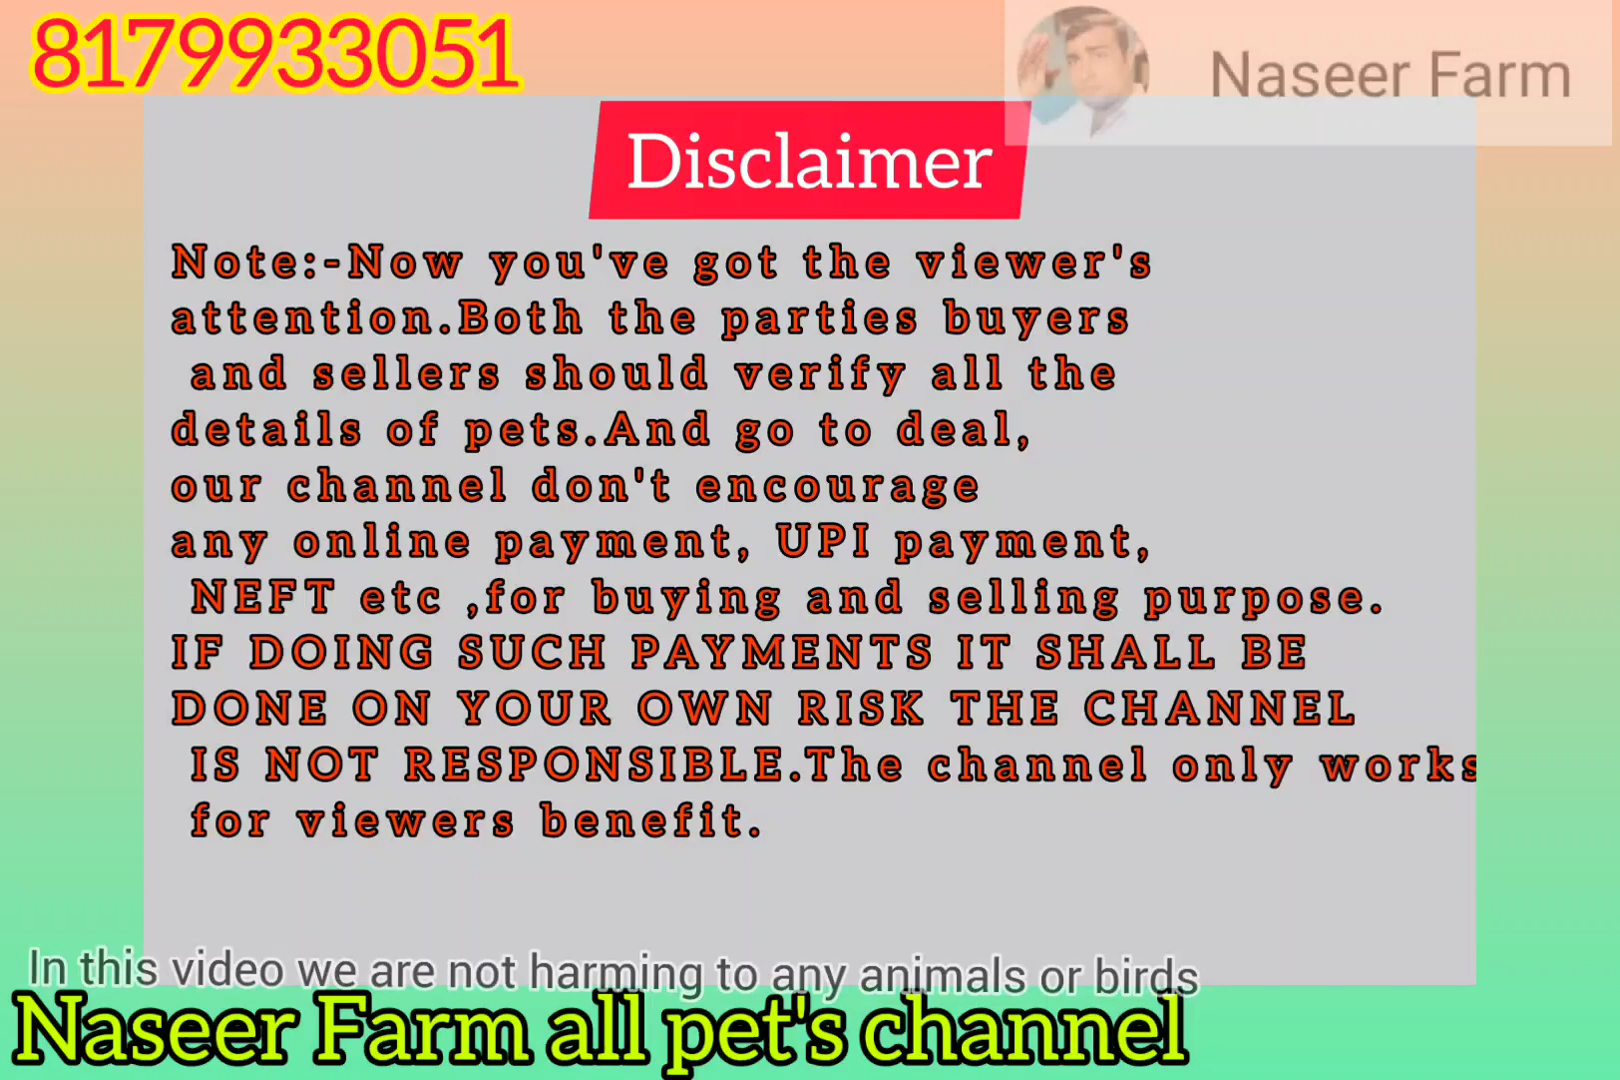 8179933051
Naseer Farm
Disclaimer
Note:-Now you've got the viewer's
attention.Both the parties buyers
and sellers should verify all the
details of pets.And go to deal,
our channel don't encourage
any online payment, UPI payment,
NEFT etc ,for buying and selling purpose.
IF DOING SUCH PAYMENTS IT SHALL BE
DONE ON YOUR OWN RISK THE CHANNEL
IS NOT RESPONSIBLE.The channel only works
for viewers benefit.
In this video we are not harming to any animals or birds
Naseer Farm all pet's channel